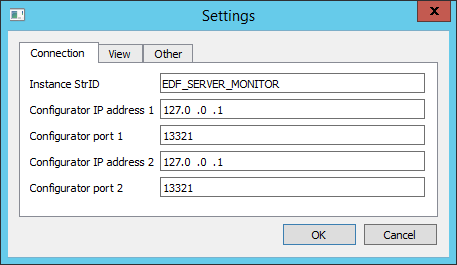 Settings
Connection View Other
Instance StrID EDF_SERVER_MONITOR
Configurator IP address 1 127.0 .0 .1
Configurator port 1 13321
Configurator IP address 2 127.0 .0 .1
Configurator port 2 13321
OK Cancel